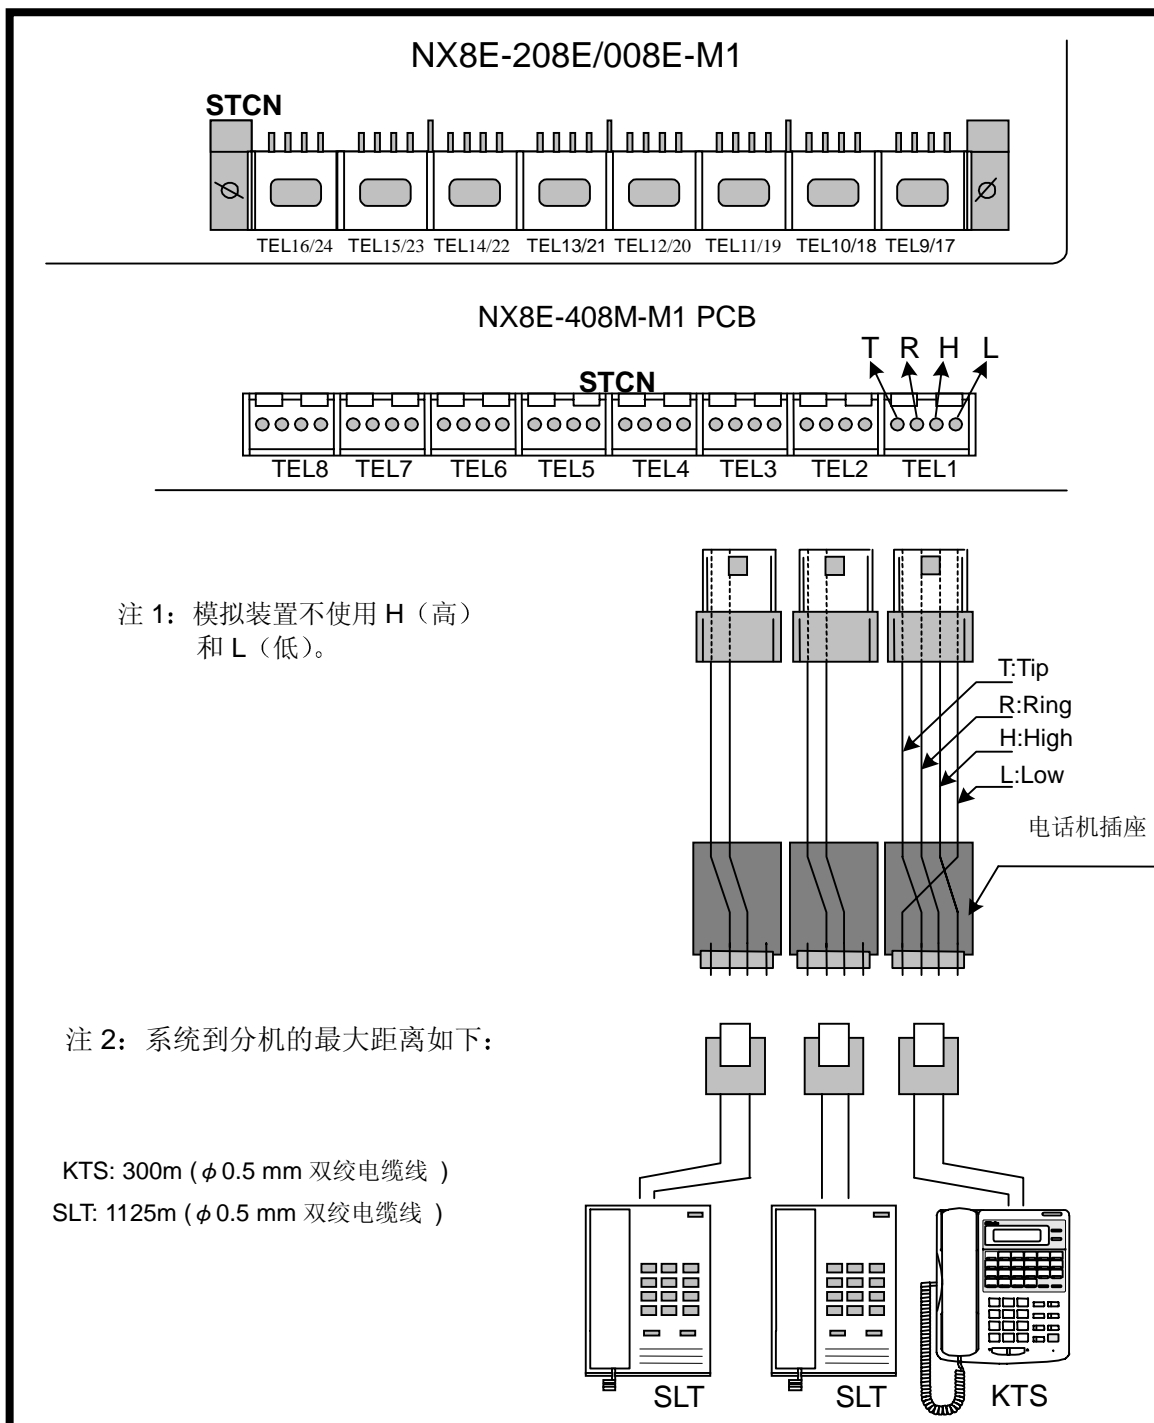 NX8E-208E/008E-M1
STCN
TEL16/24 TEL15/23 TEL14/22 TEL13/21 TEL12/20 TEL11/19 TEL10/18 TEL9/17
NX8E-408M-M1 PCB
T R H L
STCN
TEL8 TEL7 TEL6 TEL5 TEL4 TEL3 TEL2 TEL1
注 1：模拟装置不使用 H（高）
和 L（低）。
T:Tip
R:Ring
H:High
L:Low
电话机插座
注 2：系统到分机的最大距离如下：
KTS: 300m (φ0.5 mm 双绞电缆线 )
SLT: 1125m (φ0.5 mm 双绞电缆线 )
SLT SLT KTS